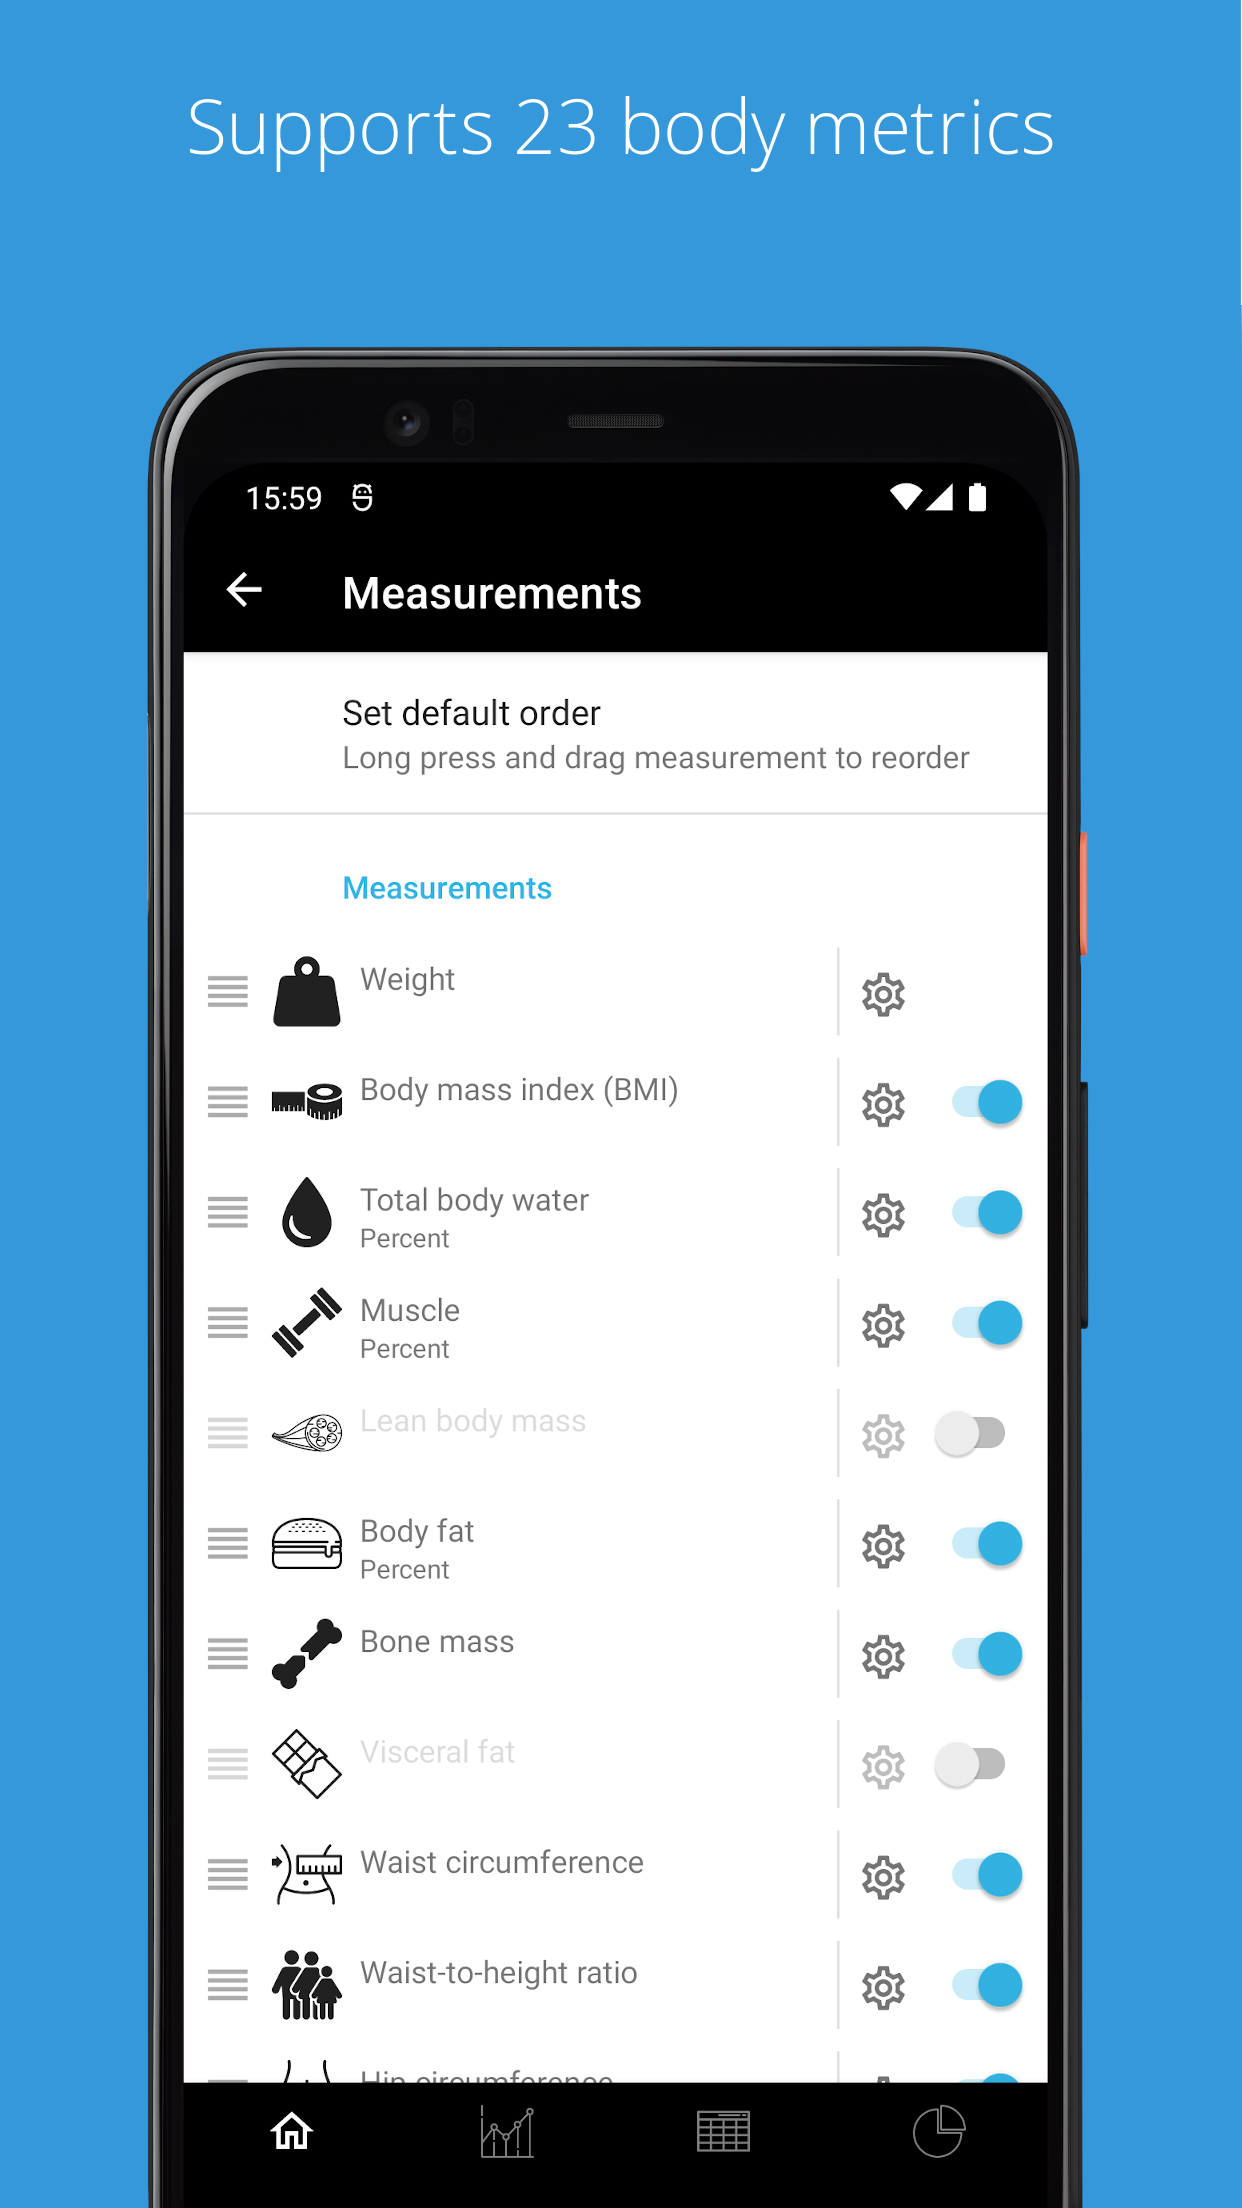 Supports 23 body metrics
15:59
Measurements
Set default order
Long press and drag measurement to reorder
Measurements
Weight
Body mass index (BMI)
Total body water
Percent
Muscle
Percent
Lean body mass
Body fat
Percent
Bone mass
Visceral fat
Waist circumference
Waist-to-height ratio
Hip circumference